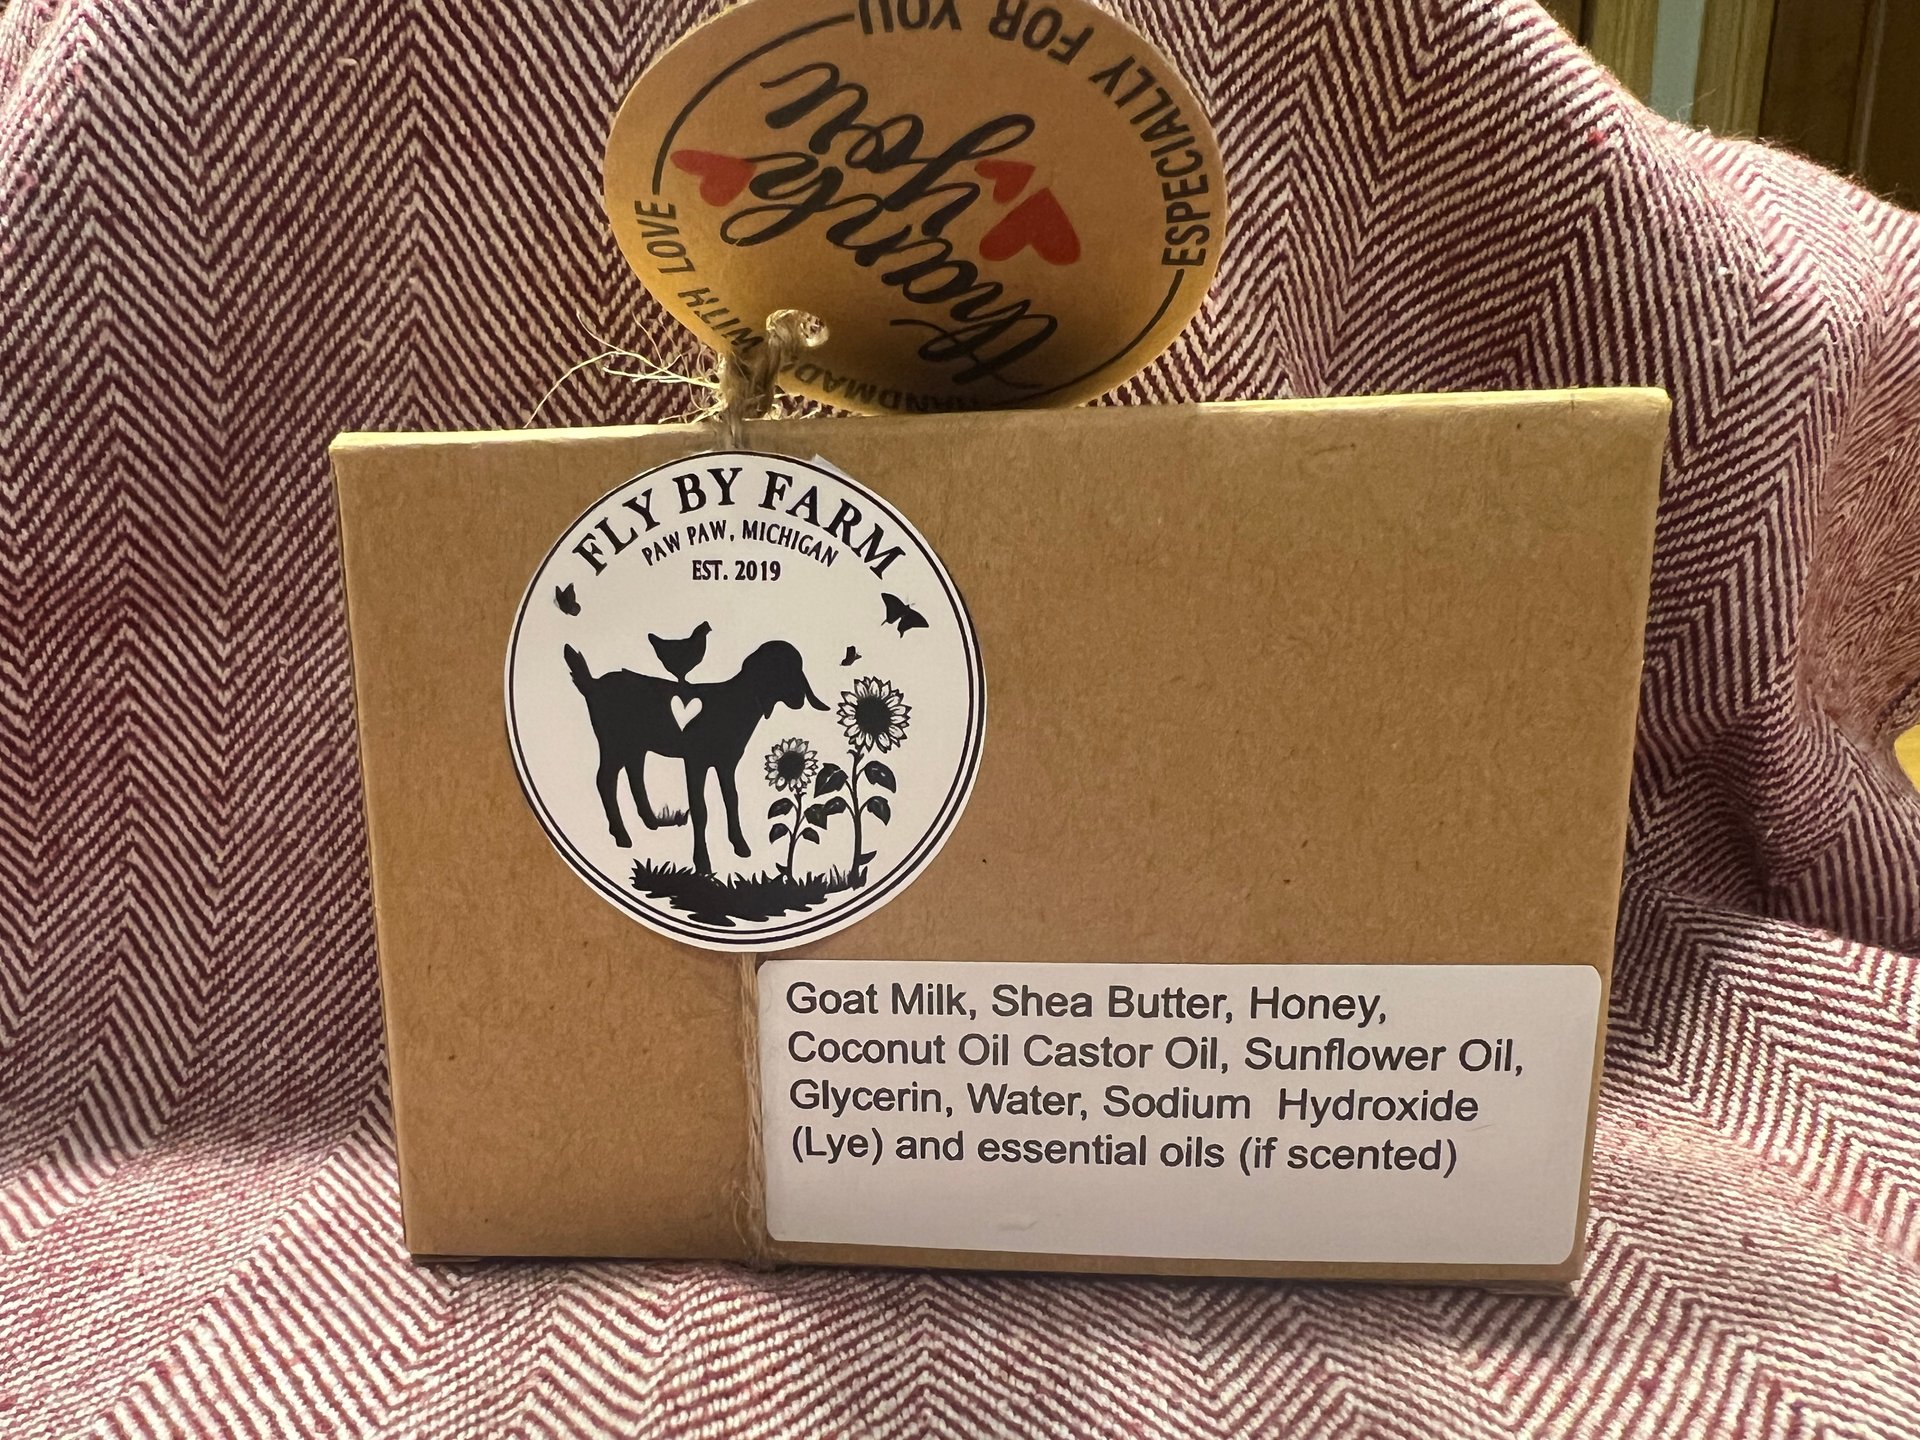 thank
you
ESPECIALLY FOR YOU
WITH LOVE
FLY BY FARM
PAW PAW, MICHIGAN
EST. 2019
Goat Milk, Shea Butter, Honey,
Coconut Oil Castor Oil, Sunflower Oil,
Glycerin, Water, Sodium Hydroxide
(Lye) and essential oils (if scented)